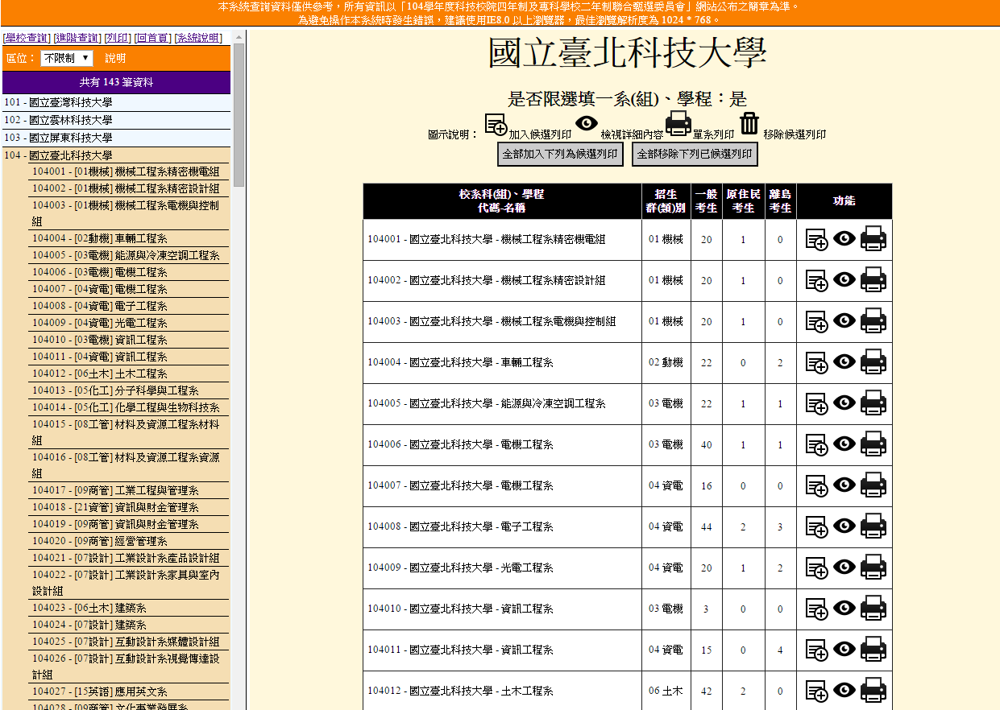 本系統查詢資料僅供參考，所有資訊以「104學年度科技校院四年制及專科學校二年制聯合甄選委員會」網站公布之簡章為準。
為避免操作本系統時發生錯誤，建議使用IE8.0 以上瀏覽器，最佳瀏覽解析度為 1024 * 768。
[學校查詢] [進階查詢] [列印] [回首頁] [系統說明]
區位： 不限制 ▼ 說明
共有 143 筆資料
101 - 國立臺灣科技大學
102 - 國立雲林科技大學
103 - 國立屏東科技大學
104 - 國立臺北科技大學
104001 - [01機械] 機械工程系精密機電組
104002 - [01機械] 機械工程系精密設計組
104003 - [01機械] 機械工程系電機與控制
組
104004 - [02動機] 車輛工程系
104005 - [03電機] 能源與冷凍空調工程系
104006 - [03電機] 電機工程系
104007 - [04資電] 電機工程系
104008 - [04資電] 電子工程系
104009 - [04資電] 光電工程系
104010 - [03電機] 資訊工程系
104011 - [04資電] 資訊工程系
104012 - [06土木] 土木工程系
104013 - [05化工] 分子科學與工程系
104014 - [05化工] 化學工程與生物科技系
104015 - [08工管] 材料及資源工程系材料
組
104016 - [08工管] 材料及資源工程系資源
組
104017 - [09商管] 工業工程與管理系
104018 - [21資管] 資訊與財金管理系
104019 - [09商管] 資訊與財金管理系
104020 - [09商管] 經營管理系
104021 - [07設計] 工業設計系產品設計組
104022 - [07設計] 工業設計系家具與室內
設計組
104023 - [06土木] 建築系
104024 - [07設計] 建築系
104025 - [07設計] 互動設計系媒體設計組
104026 - [07設計] 互動設計系視覺傳達設
計組
104027 - [15英語] 應用英文系
104028 - [09商管] 文化事業發展系
國立臺北科技大學
是否限選填一系(組)、學程：是
圖示說明： 加入候選列印 檢視詳細內容 單系列印 移除候選列印
全部加入下列為候選列印 全部移除下列已候選列印
校系科(組)、學程 招生 一般 原住民 離島 功能
代碼-名稱 群(類)別 考生 考生 考生
104001 - 國立臺北科技大學 - 機械工程系精密機電組 01 機械 20 1 0
104002 - 國立臺北科技大學 - 機械工程系精密設計組 01 機械 20 1 0
104003 - 國立臺北科技大學 - 機械工程系電機與控制組 01 機械 20 1 0
104004 - 國立臺北科技大學 - 車輛工程系 02 動機 22 0 2
104005 - 國立臺北科技大學 - 能源與冷凍空調工程系 03 電機 22 1 1
104006 - 國立臺北科技大學 - 電機工程系 03 電機 40 1 1
104007 - 國立臺北科技大學 - 電機工程系 04 資電 16 0 0
104008 - 國立臺北科技大學 - 電子工程系 04 資電 44 2 3
104009 - 國立臺北科技大學 - 光電工程系 04 資電 20 1 2
104010 - 國立臺北科技大學 - 資訊工程系 03 電機 3 0 0
104011 - 國立臺北科技大學 - 資訊工程系 04 資電 15 0 4
104012 - 國立臺北科技大學 - 土木工程系 06 土木 42 2 0